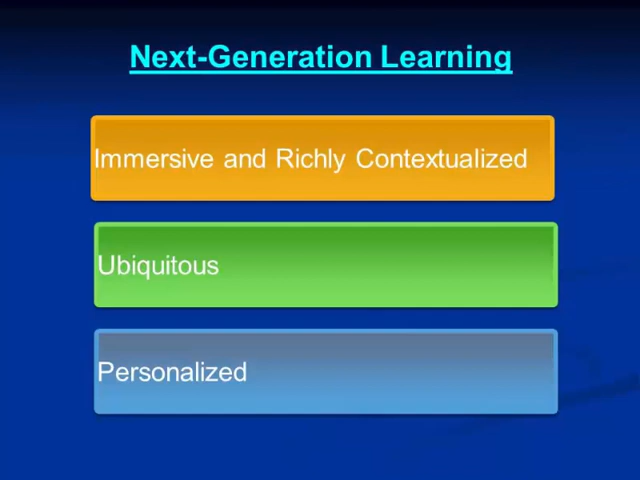 Next-Generation Learning
Immersive and Richly Contextualized
Ubiquitous
Personalized